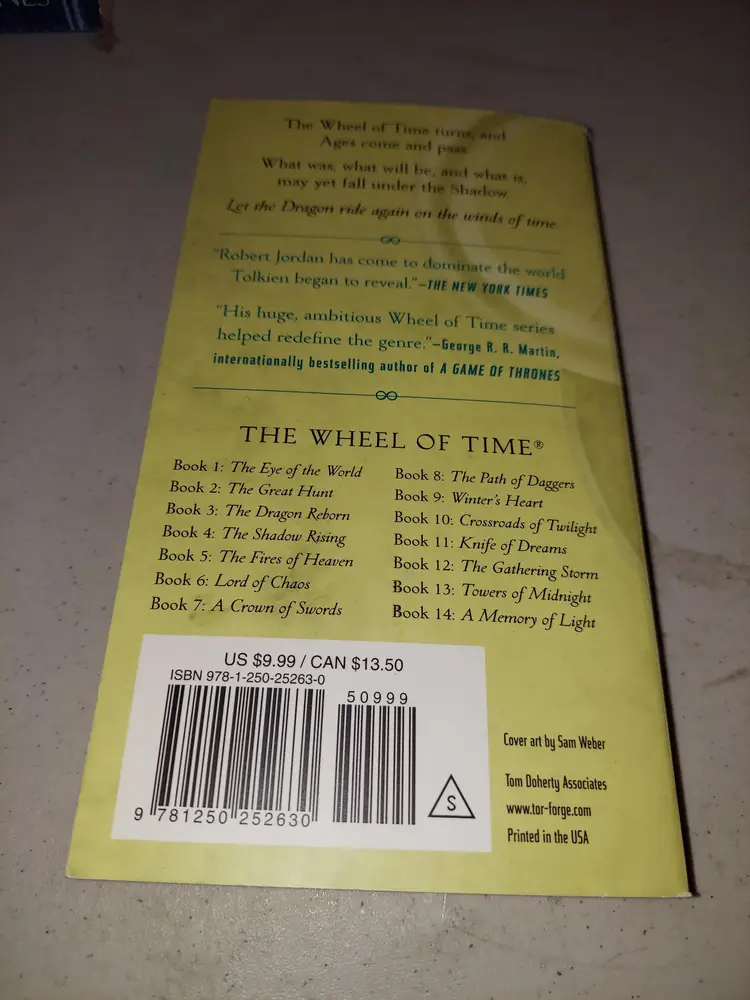 The Wheel of Time turns, and
Ages come and pass.
What was, what will be, and what is,
may yet fall under the Shadow.
Let the Dragon ride again on the winds of time.
"Robert Jordan has come to dominate the world
Tolkien began to reveal."—THE NEW YORK TIMES
"His huge, ambitious Wheel of Time series
helped redefine the genre."—George R. R. Martin,
internationally bestselling author of A GAME OF THRONES
THE WHEEL OF TIME®
Book 1: The Eye of the World
Book 2: The Great Hunt
Book 3: The Dragon Reborn
Book 4: The Shadow Rising
Book 5: The Fires of Heaven
Book 6: Lord of Chaos
Book 7: A Crown of Swords
Book 8: The Path of Daggers
Book 9: Winter's Heart
Book 10: Crossroads of Twilight
Book 11: Knife of Dreams
Book 12: The Gathering Storm
Book 13: Towers of Midnight
Book 14: A Memory of Light
US $9.99 / CAN $13.50
ISBN 978-1-250-25263-0
50999
9 781250 252630
S
Cover art by Sam Weber
Tom Doherty Associates
www.tor-forge.com
Printed in the USA